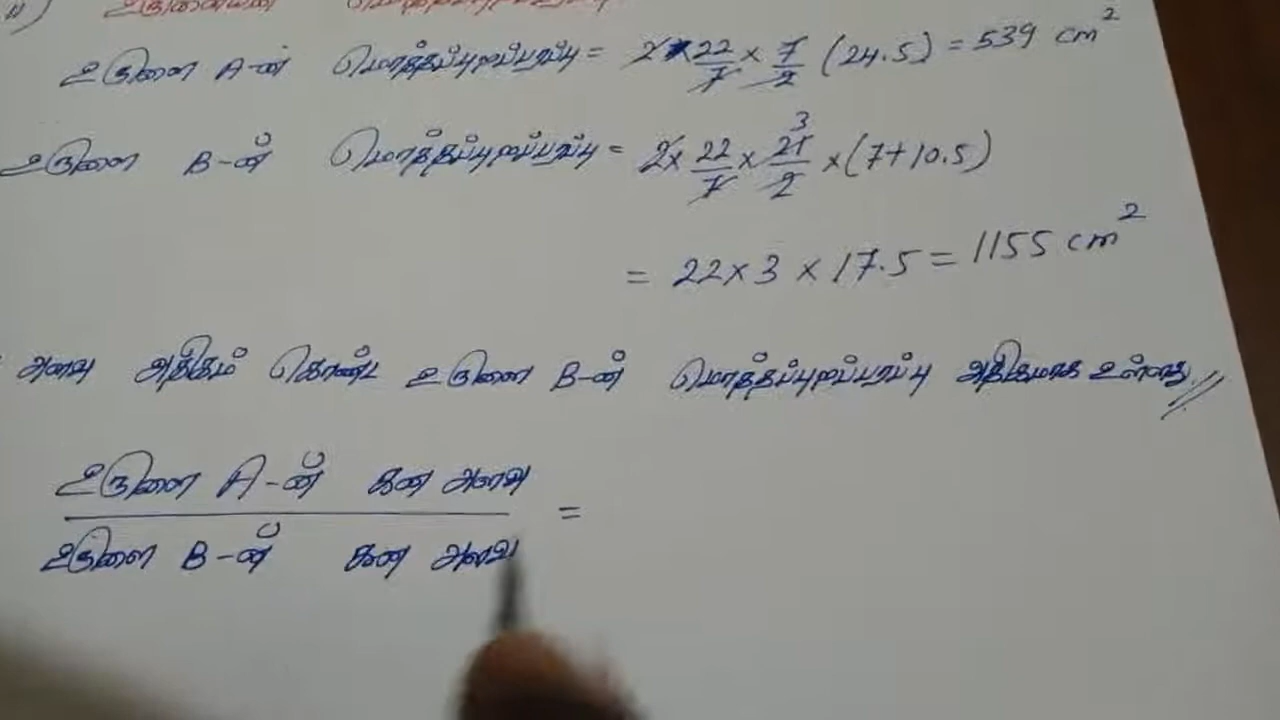 ii)
உருளை A-ன் மொத்தப்புறப்பரப்பு = 2 × 22/7 × 7/2 (24.5) = 539 cm²
உருளை B-ன் மொத்தப்புறப்பரப்பு = 2 × 22/7 × 21/2 × (7+10.5)
3
= 22 × 3 × 17.5 = 1155 cm²
அளவு அதிகம் கொண்ட உருளை B-ன் மொத்தப்புறப்பரப்பு அதிகமாக உள்ளது //
உருளை A-ன் கன அளவு
=
உருளை B-ன் கன அளவு